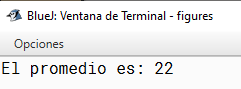 BlueJ: Ventana de Terminal - figures
Opciones
El promedio es: 22